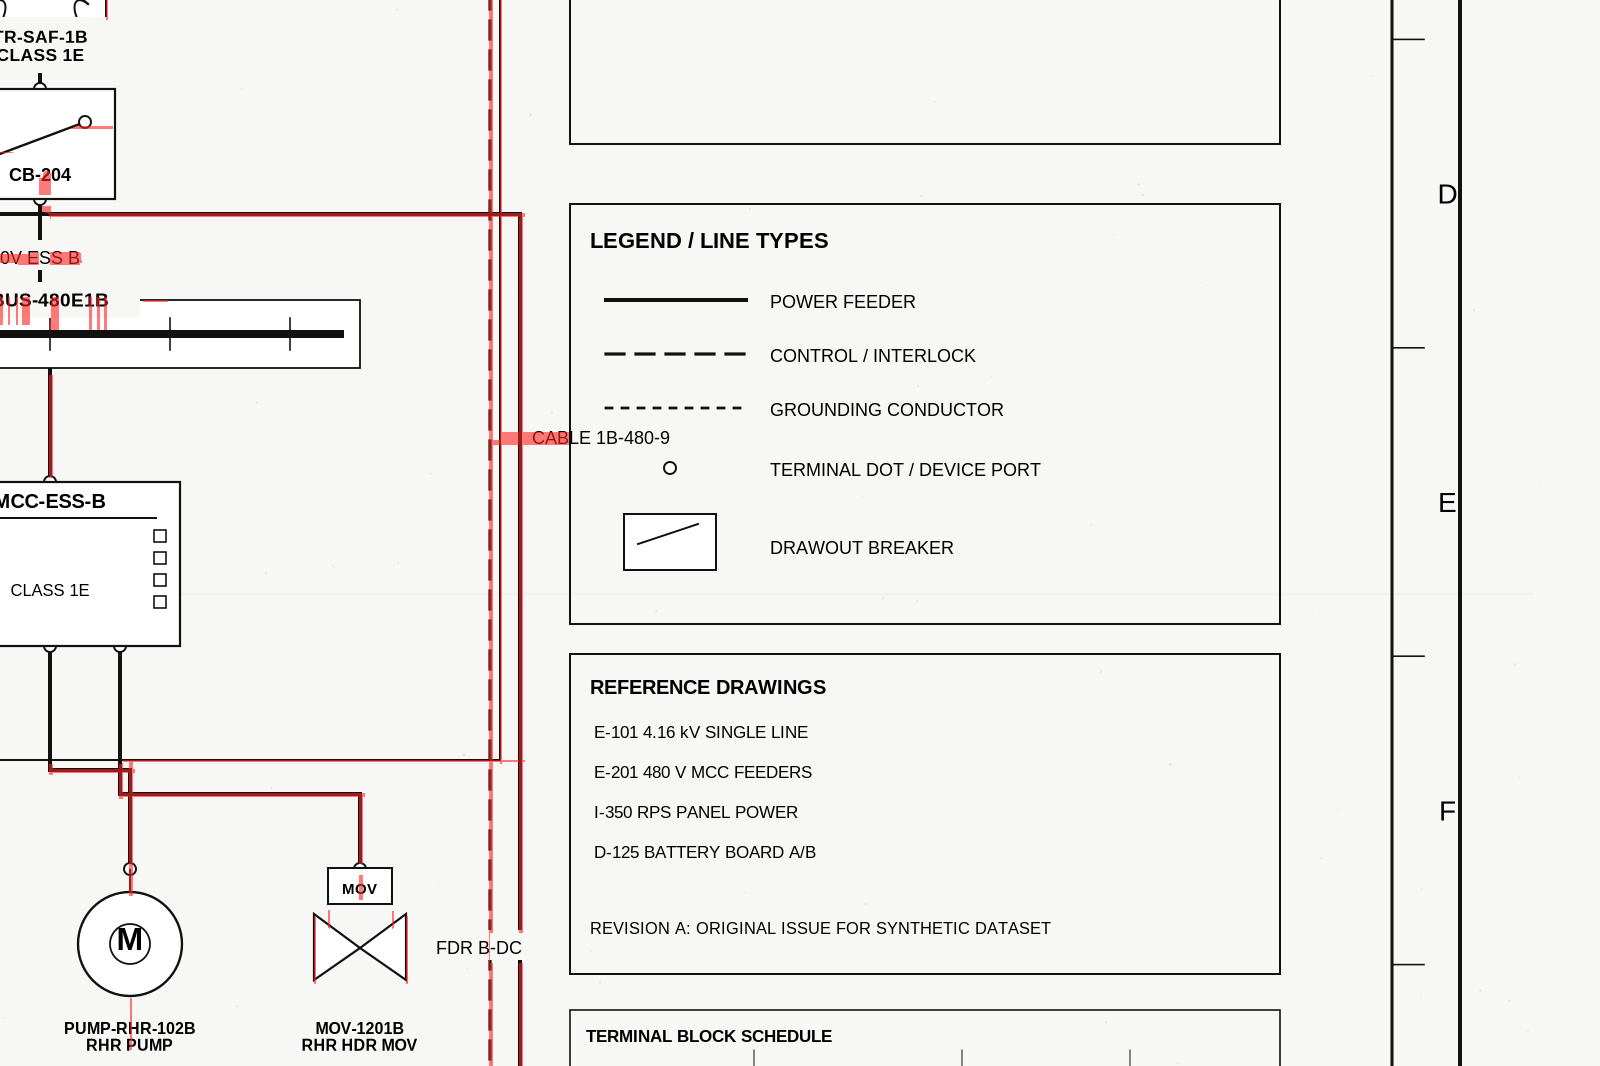 TR-SAF-1B
CLASS 1E
CB-204
0V ESS B
BUS-480E1B
MCC-ESS-B
CLASS 1E
M
PUMP-RHR-102B
RHR PUMP
MOV
MOV-1201B
RHR HDR MOV
FDR B-DC
CABLE 1B-480-9
LEGEND / LINE TYPES
POWER FEEDER
CONTROL / INTERLOCK
GROUNDING CONDUCTOR
TERMINAL DOT / DEVICE PORT
DRAWOUT BREAKER
REFERENCE DRAWINGS
E-101 4.16 kV SINGLE LINE
E-201 480 V MCC FEEDERS
I-350 RPS PANEL POWER
D-125 BATTERY BOARD A/B
REVISION A: ORIGINAL ISSUE FOR SYNTHETIC DATASET
TERMINAL BLOCK SCHEDULE
D
E
F